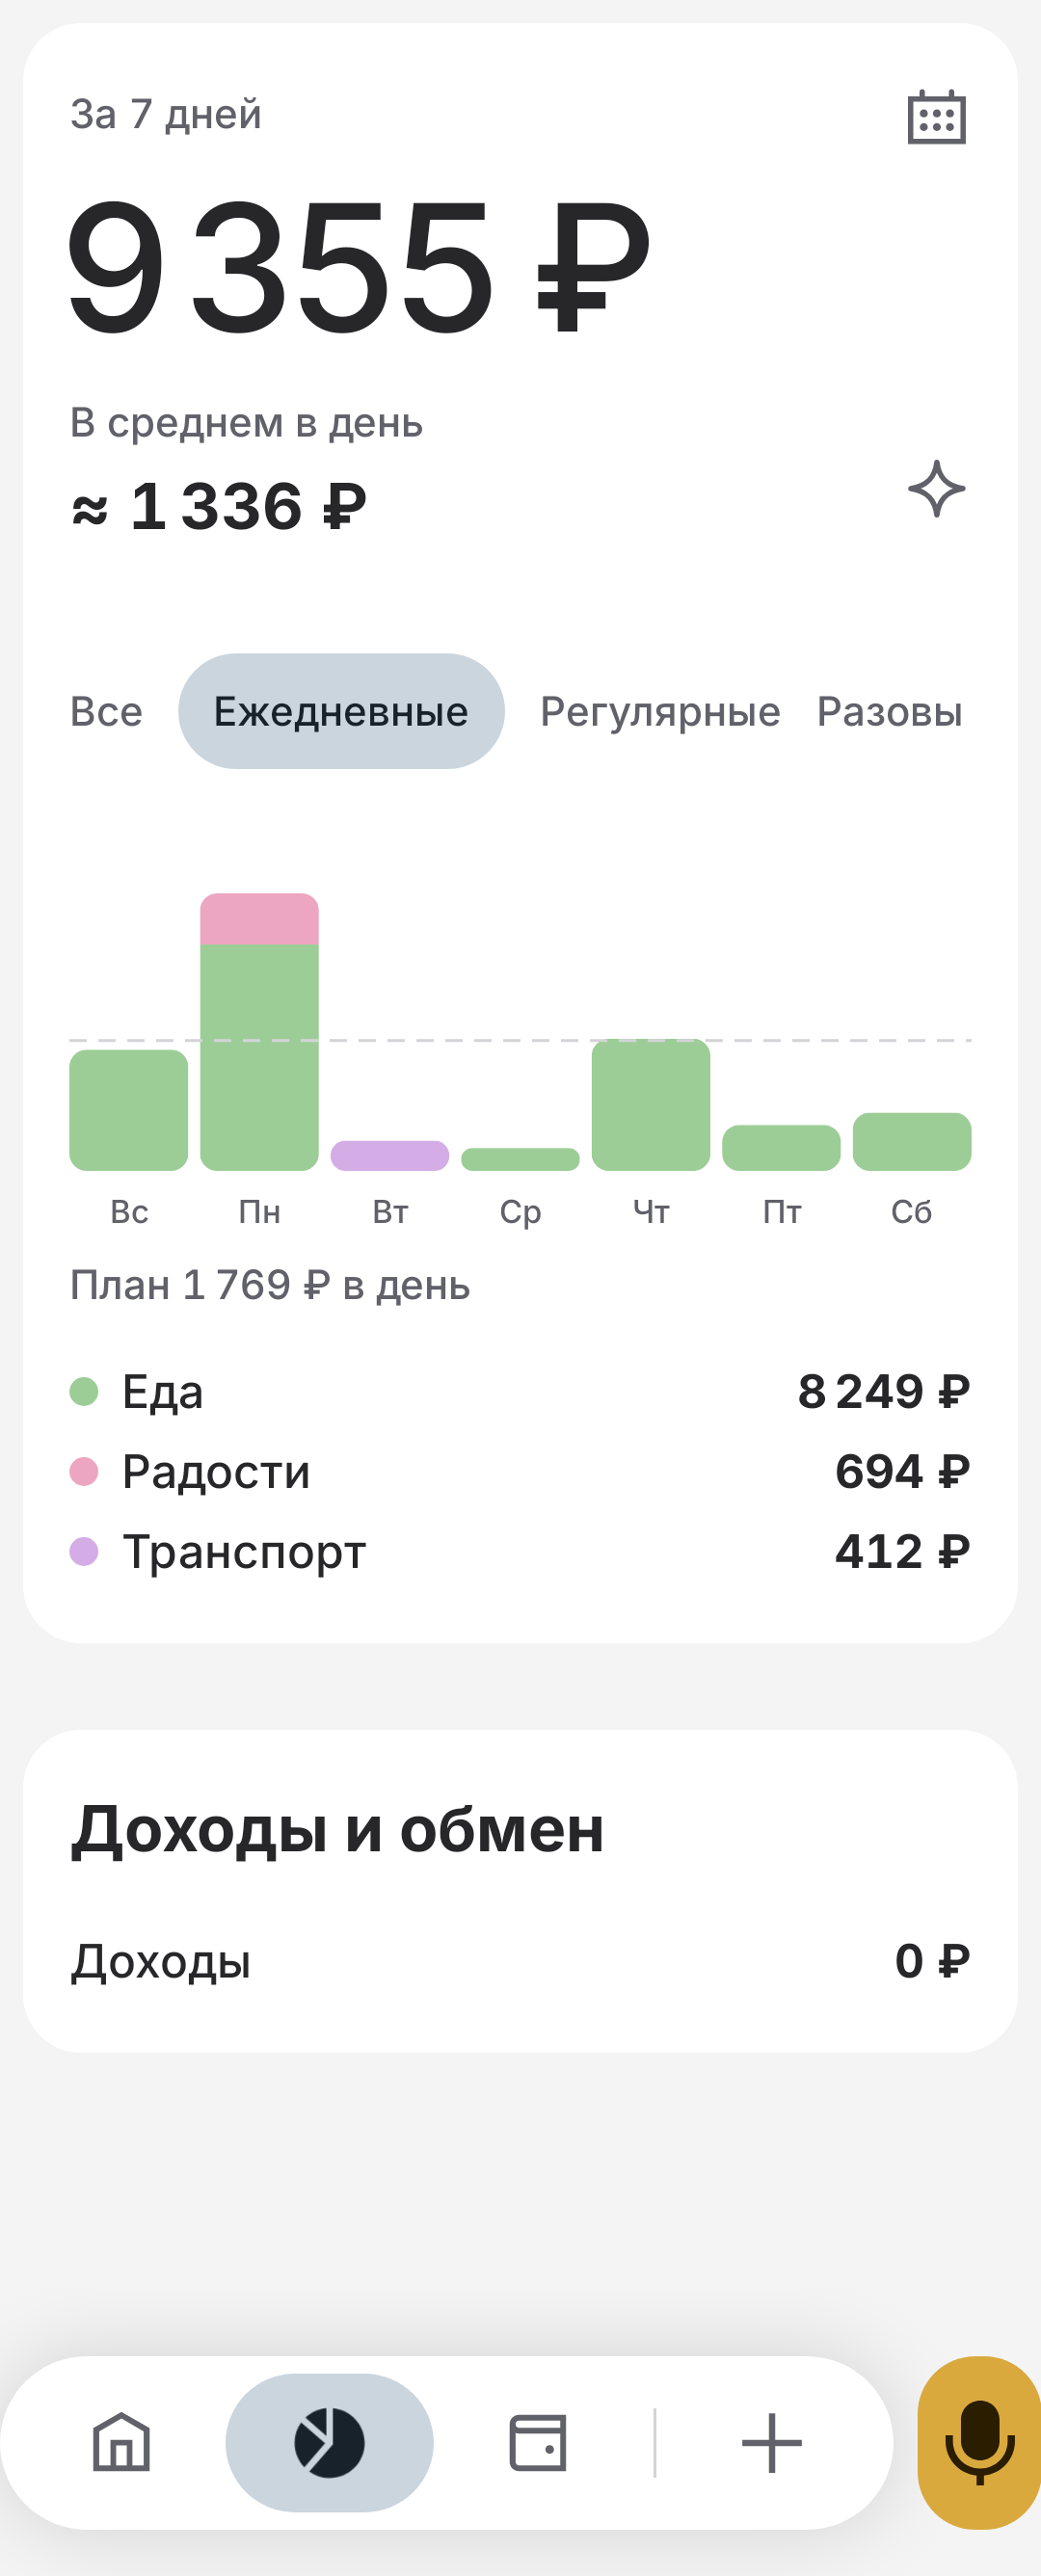 За 7 дней
9 355 ₽
В среднем в день
≈ 1 336 ₽
Все Ежедневные Регулярные Разовы
Вс Пн Вт Ср Чт Пт Сб
План 1 769 ₽ в день
Еда 8 249 ₽
Радости 694 ₽
Транспорт 412 ₽
Доходы и обмен
Доходы 0 ₽